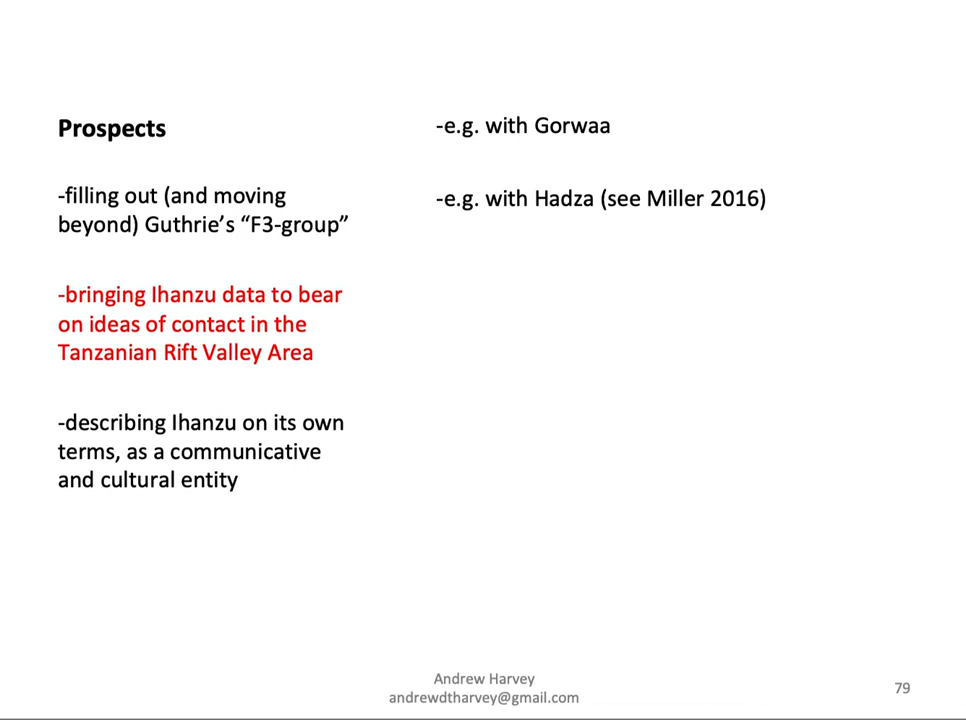 Prospects
-filling out (and moving
beyond) Guthrie’s “F3-group”
-bringing Ihanzu data to bear
on ideas of contact in the
Tanzanian Rift Valley Area
-describing Ihanzu on its own
terms, as a communicative
and cultural entity
-e.g. with Gorwaa
-e.g. with Hadza (see Miller 2016)
Andrew Harvey
andrewdtharvey@gmail.com
79